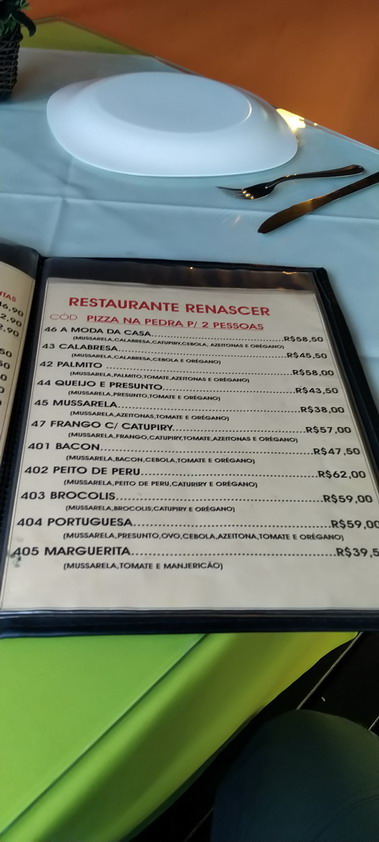 RESTAURANTE RENASCER
CÓD PIZZA NA PEDRA P/ 2 PESSOAS
46 A MODA DA CASA....................................R$58,50
(MUSSARELA,CALABRESA,CATUPIRY,CEBOLA, AZEITONAS E ORÉGANO)
43 CALABRESA..............................................R$45,50
(MUSSARELA,CALABRESA,CEBOLA E ORÉGANO)
42 PALMITO ................................................R$58,00
(MUSSARELA,PALMITO,TOMATE,AZEITONAS E ORÉGANO)
44 QUEIJO E PRESUNTO...............................R$43,50
(MUSSARELA,PRESUNTO,TOMATE E ORÉGANO)
45 MUSSARELA.............................................R$38,00
(MUSSARELA,AZEITONAS,TOMATE E ORÉGANO)
47 FRANGO C/ CATUPIRY...............................R$57,00
(MUSSARELA,FRANGO,CATUPIRY,TOMATE,AZEITONAS E ORÉGANO)
401 BACON....................................................R$47,50
(MUSSARELA,BACON,CEBOLA,TOMATE E ORÉGANO)
402 PEITO DE PERU.........................................R$62,00
(MUSSARELA,PEITO DE PERU,CATUPIRY E ORÉGANO)
403 BROCOLIS...............................................R$59,00
(MUSSARELA,BROCOLIS,CATUPIRY E ORÉGANO)
404 PORTUGUESA..........................................R$59,00
(MUSSARELA,PRESUNTO,OVO,CEBOLA,AZEITONA,TOMATE E ORÉGANO)
405 MARGUERITA...........................................R$39,5
(MUSSARELA,TOMATE E MANJERICÃO)